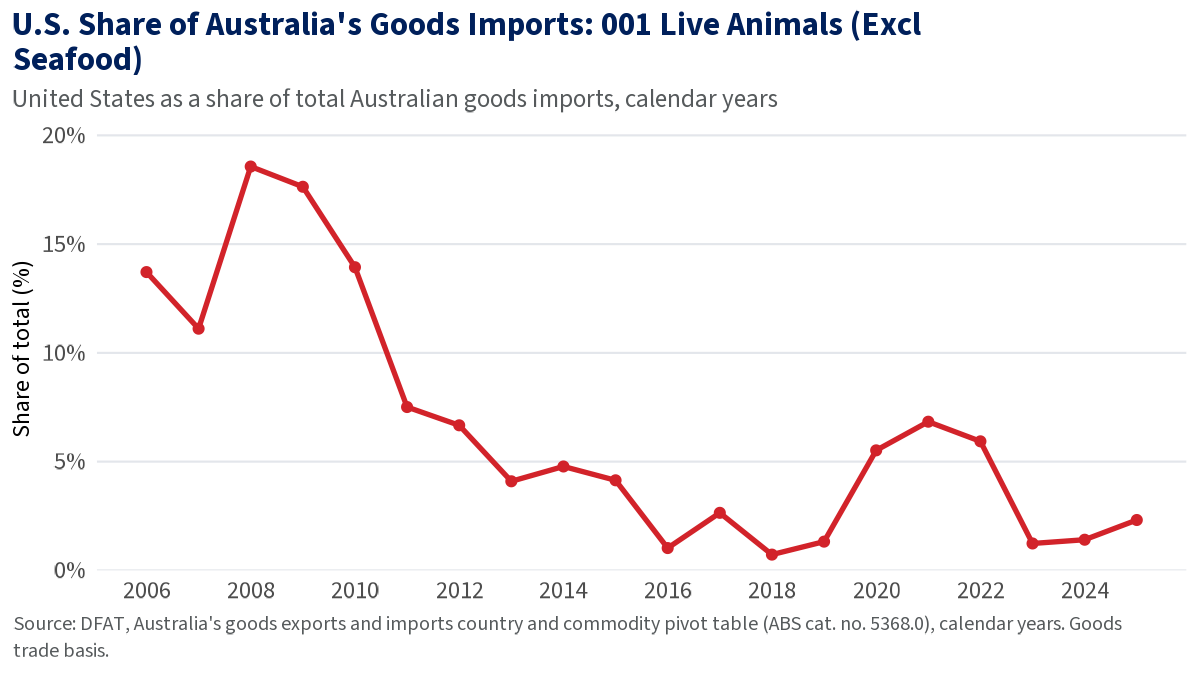 U.S. Share of Australia's Goods Imports: 001 Live Animals (Excl
Seafood)
United States as a share of total Australian goods imports, calendar years
Share of total (%)
20%
15%
10%
5%
0%
2006 2008 2010 2012 2014 2016 2018 2020 2022 2024
Source: DFAT, Australia's goods exports and imports country and commodity pivot table (ABS cat. no. 5368.0), calendar years. Goods
trade basis.